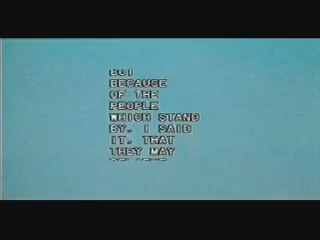 BUT
BECAUSE
OF THE
PEOPLE
WHICH STAND
BY. I SAID
IT. THAT
THEY MAY